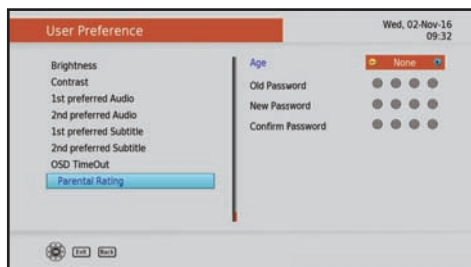 User Preference
Wed, 02-Nov-16
09:32
Brightness
Contrast
1st preferred Audio
2nd preferred Audio
1st preferred Subtitle
2nd preferred Subtitle
OSD TimeOut
Parental Rating
Age
None
Old Password
New Password
Confirm Password
Exit
Back